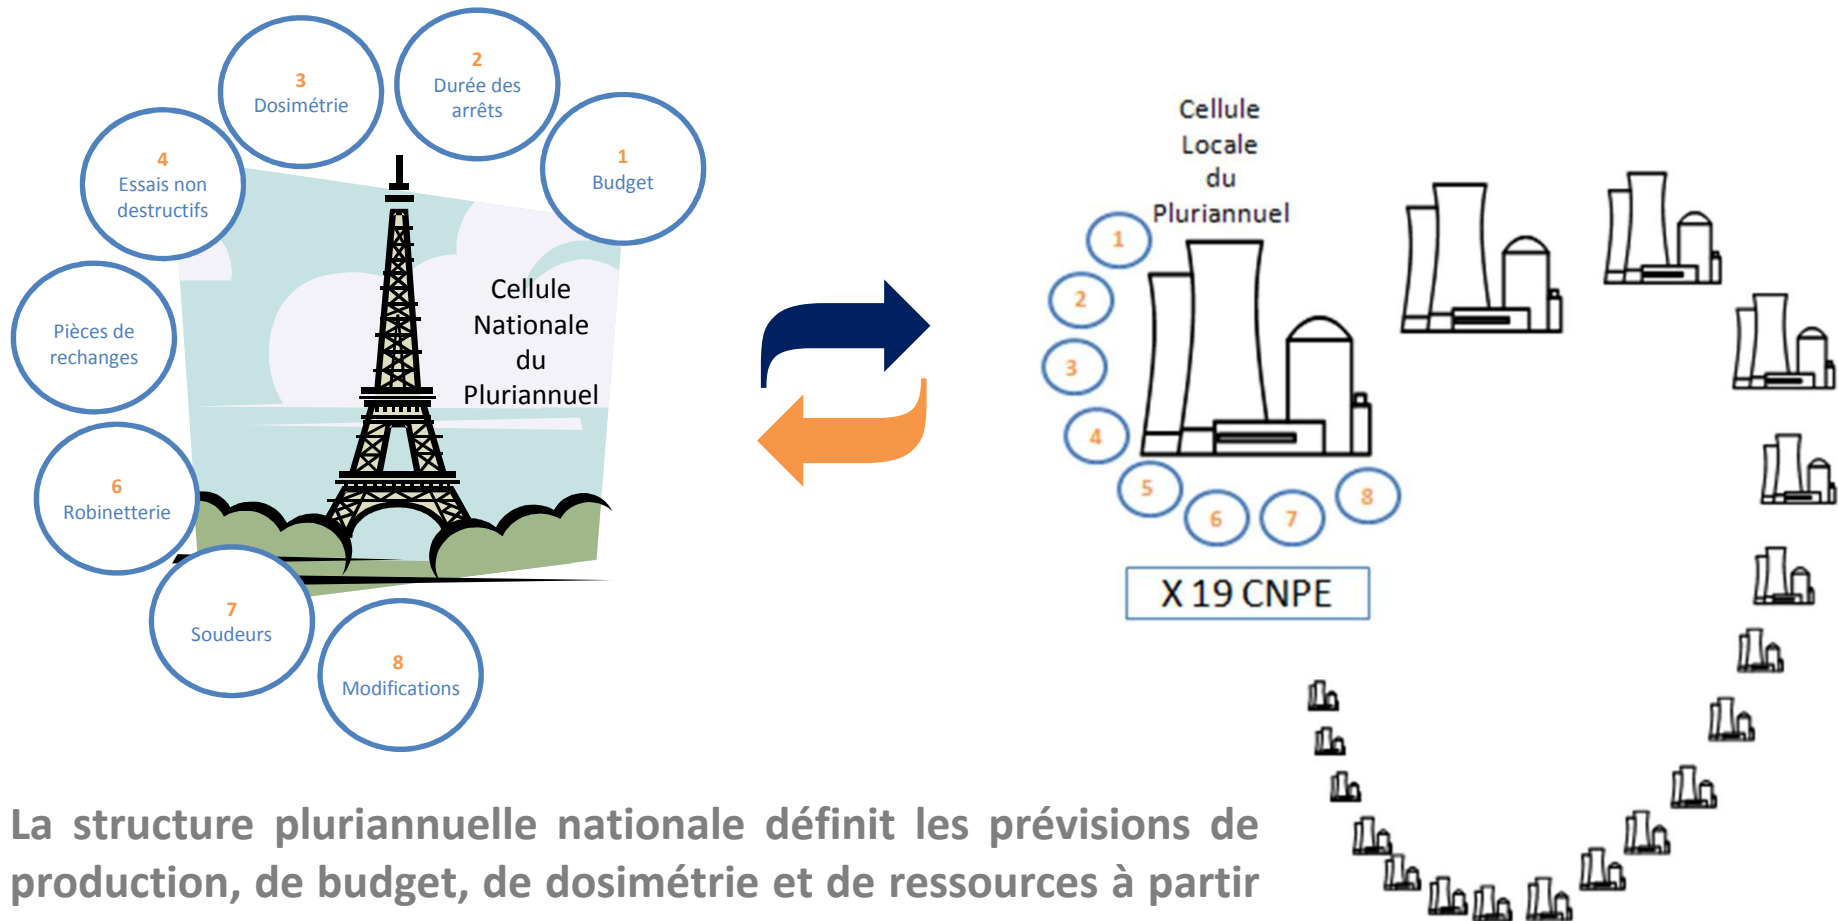 3
Dosimétrie
2
Durée des
arrêts
1
Budget
4
Essais non
destructifs
Pièces de
rechanges
6
Robinetterie
7
Soudeurs
8
Modifications
Cellule
Nationale
du
Pluriannuel
Cellule
Locale
du
Pluriannuel
1
2
3
4
5
6
7
8
X 19 CNPE
La structure pluriannuelle nationale définit les prévisions de
production, de budget, de dosimétrie et de ressources à partir